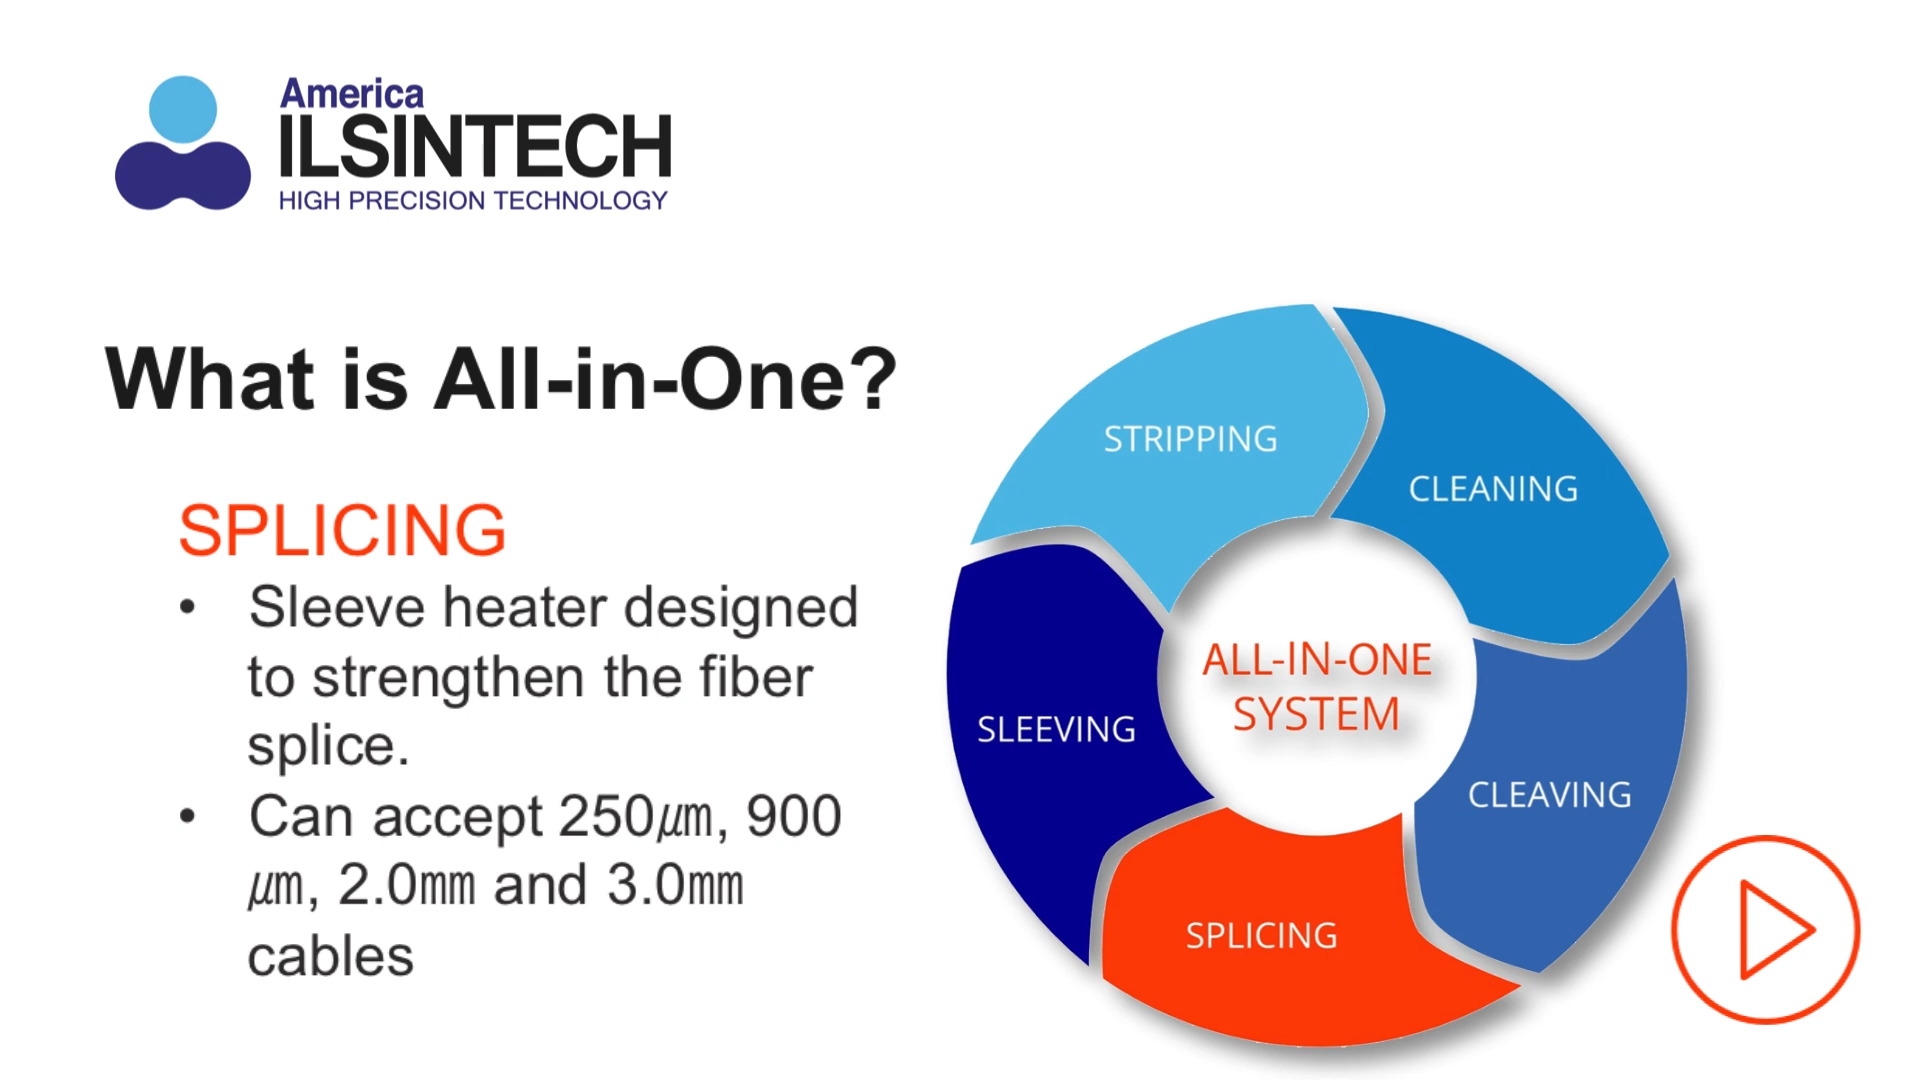 America
ILSINTECH
HIGH PRECISION TECHNOLOGY
What is All-in-One?
SPLICING
• Sleeve heater designed
to strengthen the fiber
splice.
• Can accept 250㎛, 900
㎛, 2.0㎜ and 3.0㎜
cables
STRIPPING
CLEANING
CLEAVING
SPLICING
SLEEVING
ALL-IN-ONE
SYSTEM